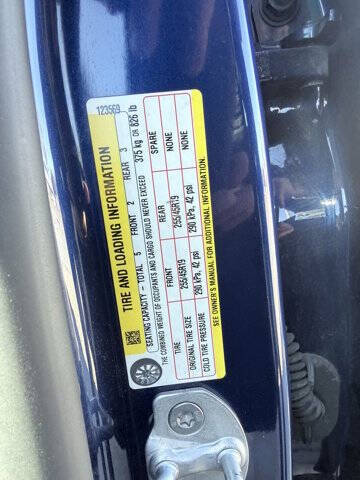 123569
TIRE AND LOADING INFORMATION
SEATING CAPACITY – TOTAL 5 FRONT 2 REAR 3
THE COMBINED WEIGHT OF OCCUPANTS AND CARGO SHOULD NEVER EXCEED 375 kg OR 826 lb
TIRE FRONT REAR SPARE
ORIGINAL TIRE SIZE 255/45R19 255/45R19 NONE
COLD TIRE PRESSURE 290 kPa, 42 psi 290 kPa, 42 psi NONE
SEE OWNER'S MANUAL FOR ADDITIONAL INFORMATION.